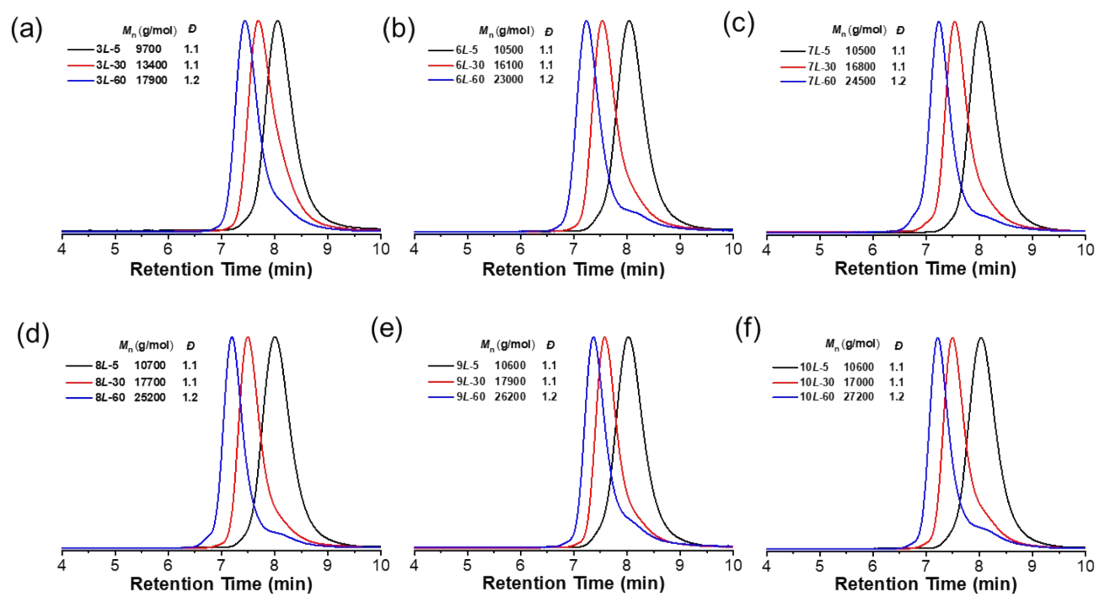 (a)
Mn (g/mol) Đ
3L-5 9700 1.1
3L-30 13400 1.1
3L-60 17900 1.2
4 5 6 7 8 9 10
Retention Time (min)
(b)
Mn (g/mol) Đ
6L-5 10500 1.1
6L-30 16100 1.1
6L-60 23000 1.2
4 5 6 7 8 9 10
Retention Time (min)
(c)
Mn (g/mol) Đ
7L-5 10500 1.1
7L-30 16800 1.1
7L-60 24500 1.2
4 5 6 7 8 9 10
Retention Time (min)
(d)
Mn (g/mol) Đ
8L-5 10700 1.1
8L-30 17700 1.1
8L-60 25200 1.2
4 5 6 7 8 9 10
Retention Time (min)
(e)
Mn (g/mol) Đ
9L-5 10600 1.1
9L-30 17900 1.1
9L-60 26200 1.2
4 5 6 7 8 9 10
Retention Time (min)
(f)
Mn (g/mol) Đ
10L-5 10600 1.1
10L-30 17000 1.1
10L-60 27200 1.2
4 5 6 7 8 9 10
Retention Time (min)